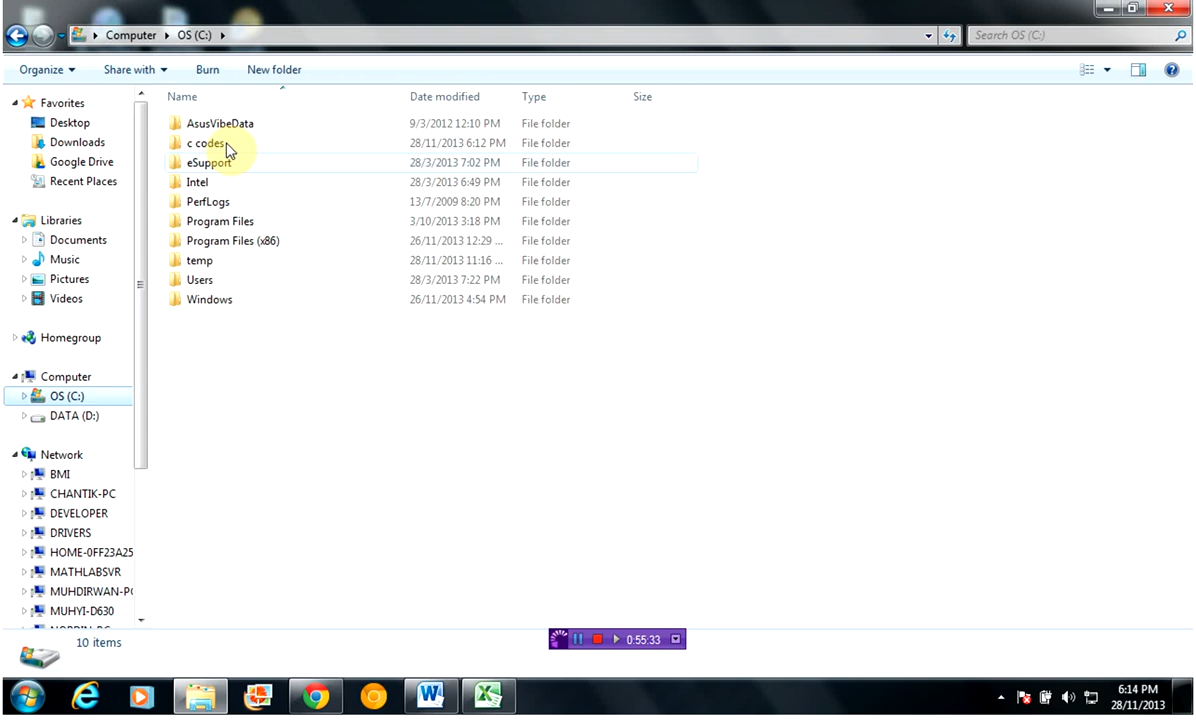 Computer OS (C:) Search OS (C:)
Organize Share with Burn New folder
Name Date modified Type Size
Favorites
Desktop
Downloads
Google Drive
Recent Places
Libraries
Documents
Music
Pictures
Videos
Homegroup
Computer
OS (C:)
DATA (D:)
Network
BMI
CHANTIK-PC
DEVELOPER
DRIVERS
HOME-0FF23A25
MATHLABSVR
MUHDIRWAN-PC
MUHYI-D630
AsusVibeData 9/3/2012 12:10 PM File folder
c codes 28/11/2013 6:12 PM File folder
eSupport 28/3/2013 7:02 PM File folder
Intel 28/3/2013 6:49 PM File folder
PerfLogs 13/7/2009 8:20 PM File folder
Program Files 3/10/2013 3:18 PM File folder
Program Files (x86) 26/11/2013 12:29 ... File folder
temp 28/11/2013 11:16 ... File folder
Users 28/3/2013 7:22 PM File folder
Windows 26/11/2013 4:54 PM File folder
10 items
0:55:33
6:14 PM
28/11/2013